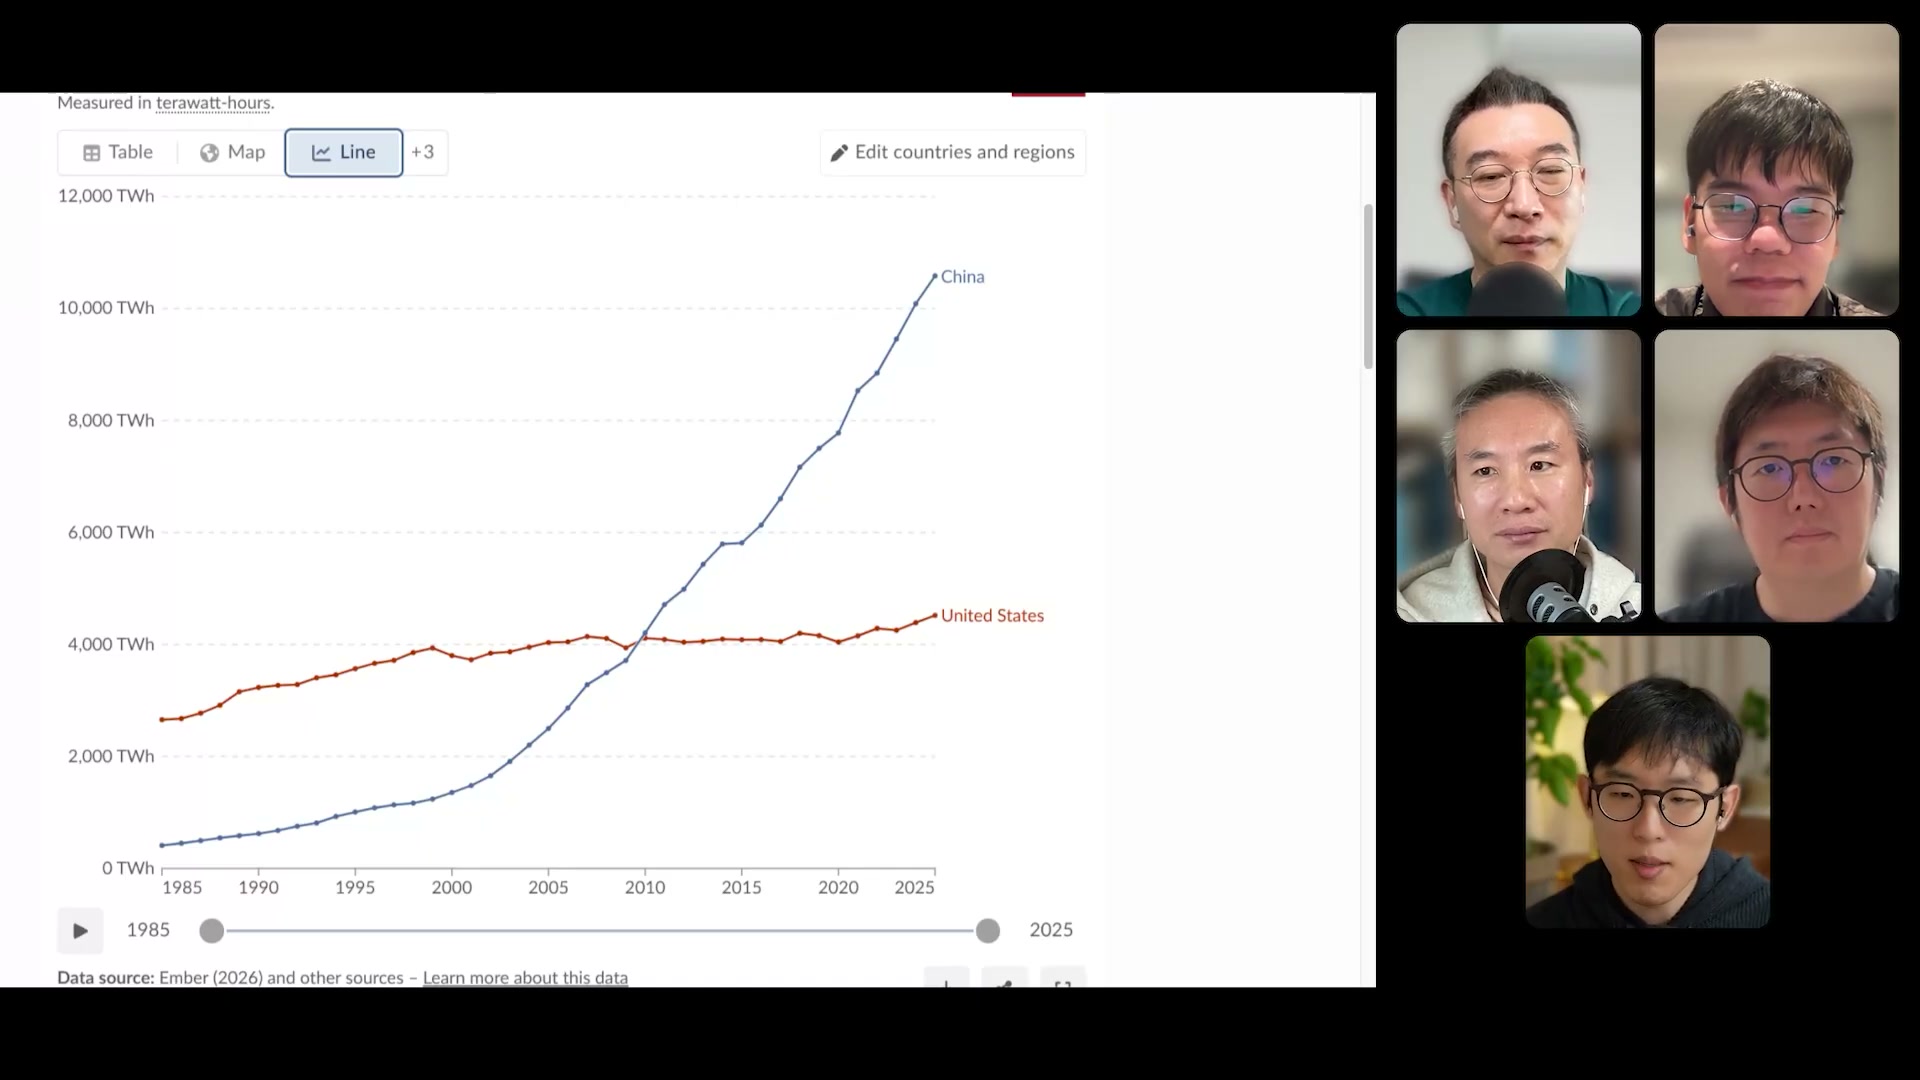 Measured in terawatt-hours.
Table
Map
Line
+3
Edit countries and regions
12,000 TWh
10,000 TWh
8,000 TWh
6,000 TWh
4,000 TWh
2,000 TWh
0 TWh
China
United States
1985
1990
1995
2000
2005
2010
2015
2020
2025
1985
2025
Data source: Ember (2026) and other sources – Learn more about this data